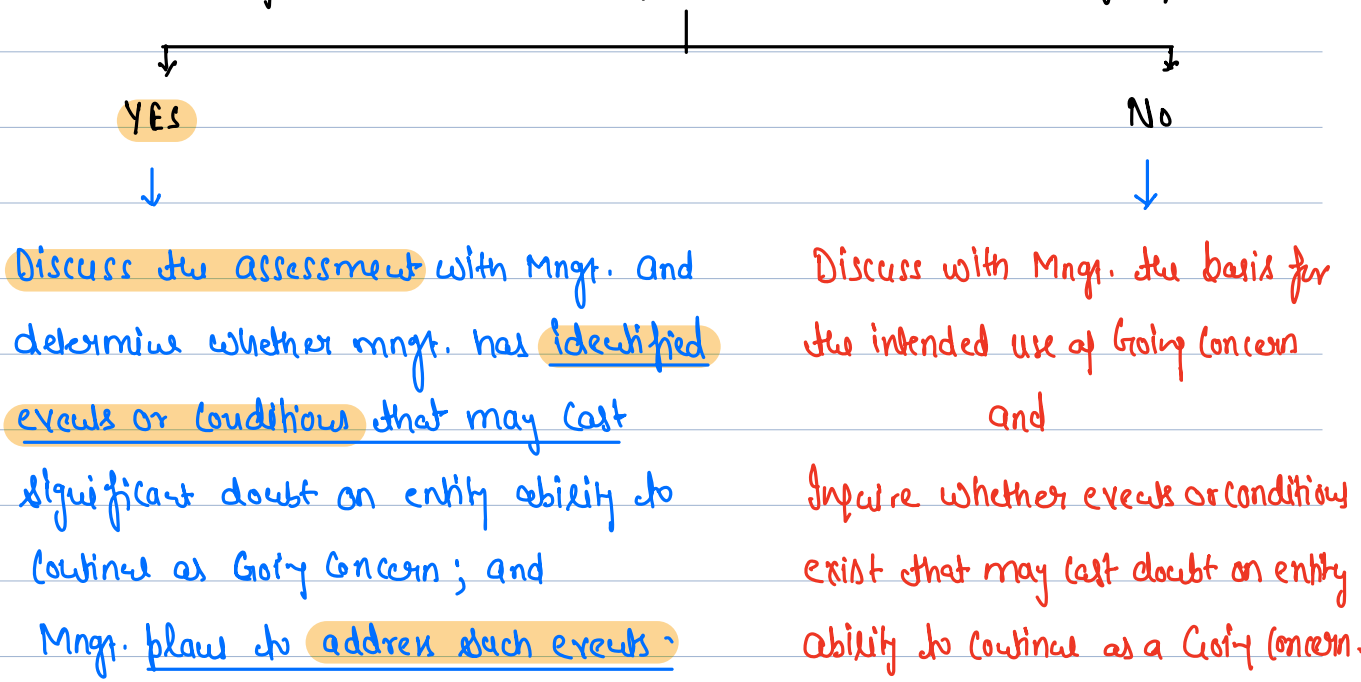 YES
No
Discuss the assessment with Mngt. and
determine whether mngt. has identified
events or conditions that may cast
significant doubt on entity ability to
continue as Going Concern; and
Mngt. plans to address such events.
Discuss with Mngt. the basis for
the intended use of Going Concern
and
Inquire whether events or conditions
exist that may cast doubt on entity
ability to continue as a Going Concern.